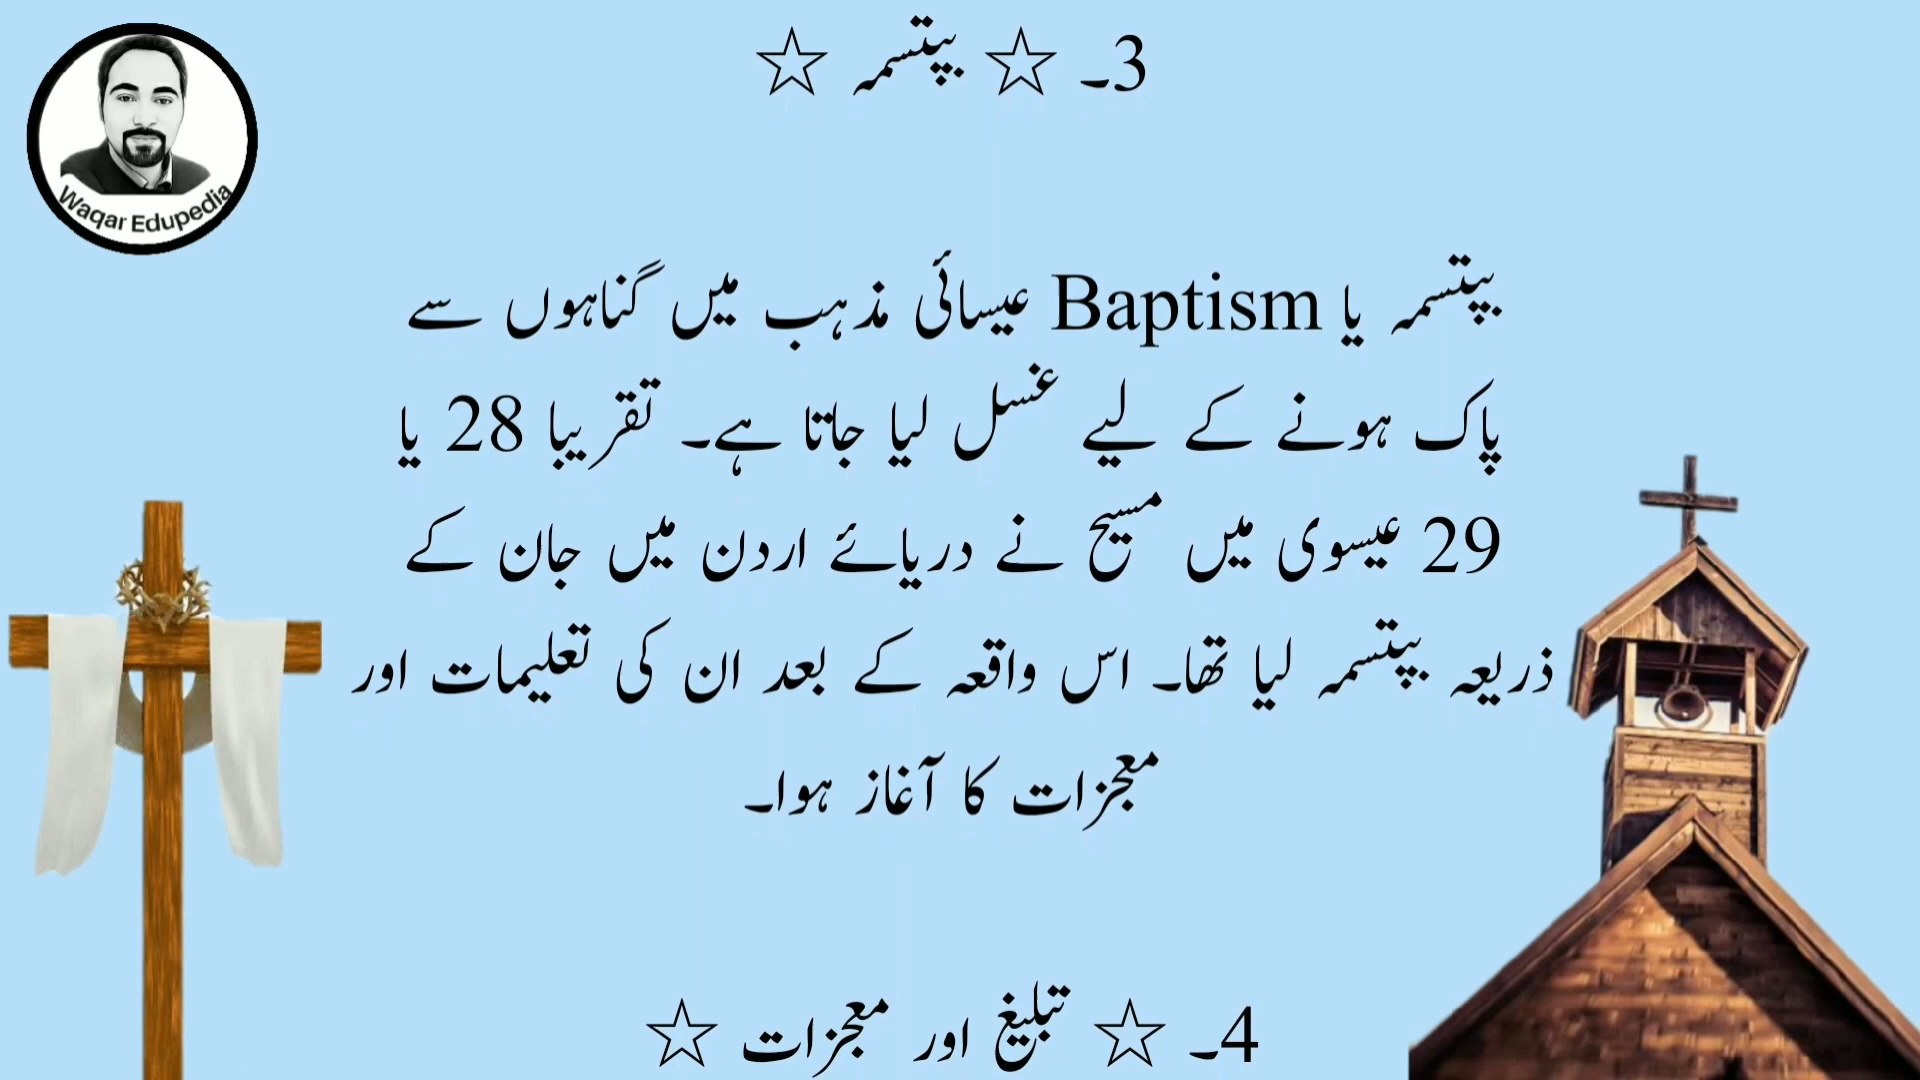 3۔ ☆ بپتسمہ ☆
Waqar Edupedia
بپتسمہ یا Baptism عیسائی مذہب میں گناہوں سے
پاک ہونے کے لیے غسل لیا جاتا ہے۔ تقریبا 28 یا
29 عیسوی میں مسیح نے دریائے اردن میں جان کے
ذریعہ بپتسمہ لیا تھا۔ اس واقعہ کے بعد ان کی تعلیمات اور
معجزات کا آغاز ہوا۔
4۔ ☆ تبلیغ اور معجزات ☆